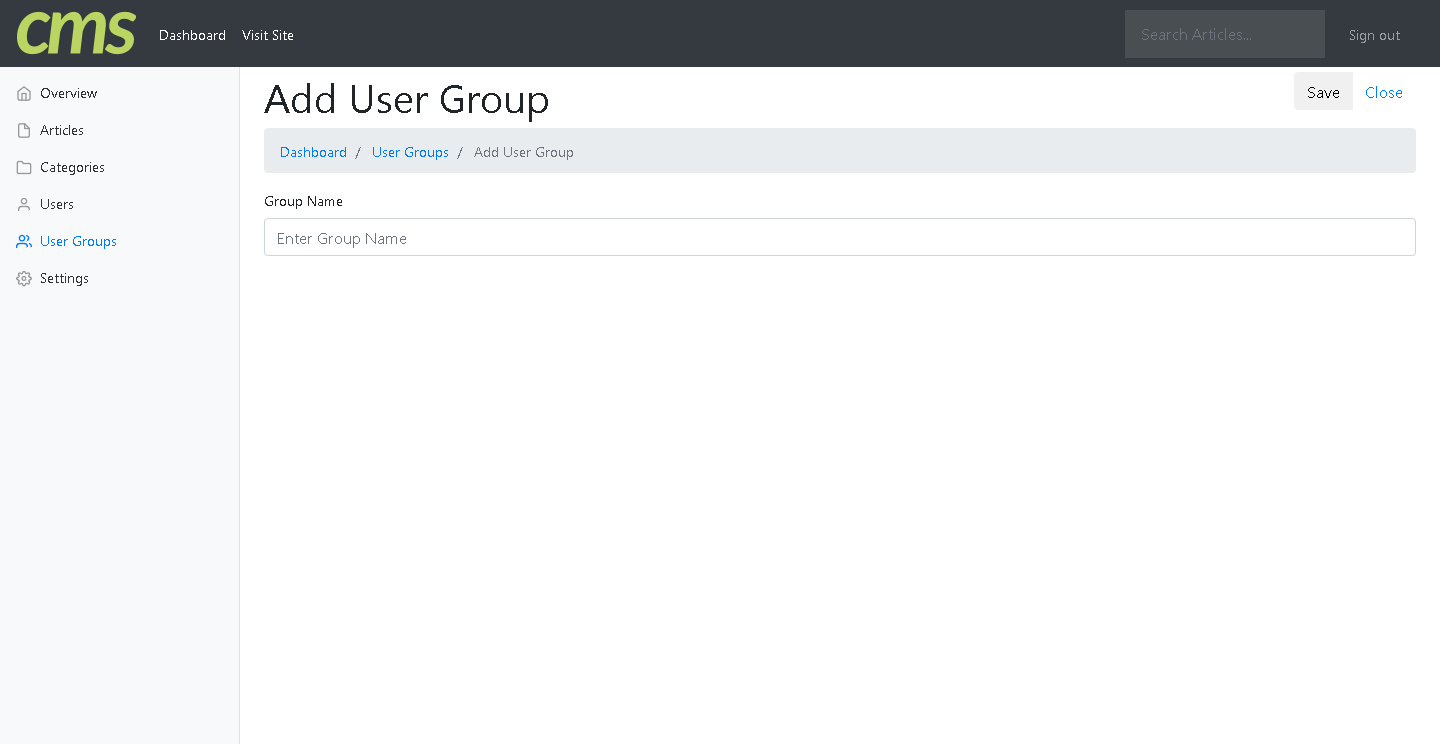 cms Dashboard Visit Site Search Articles... Sign out
Overview
Articles
Categories
Users
User Groups
Settings
Add User Group Save Close
Dashboard / User Groups / Add User Group
Group Name
Enter Group Name